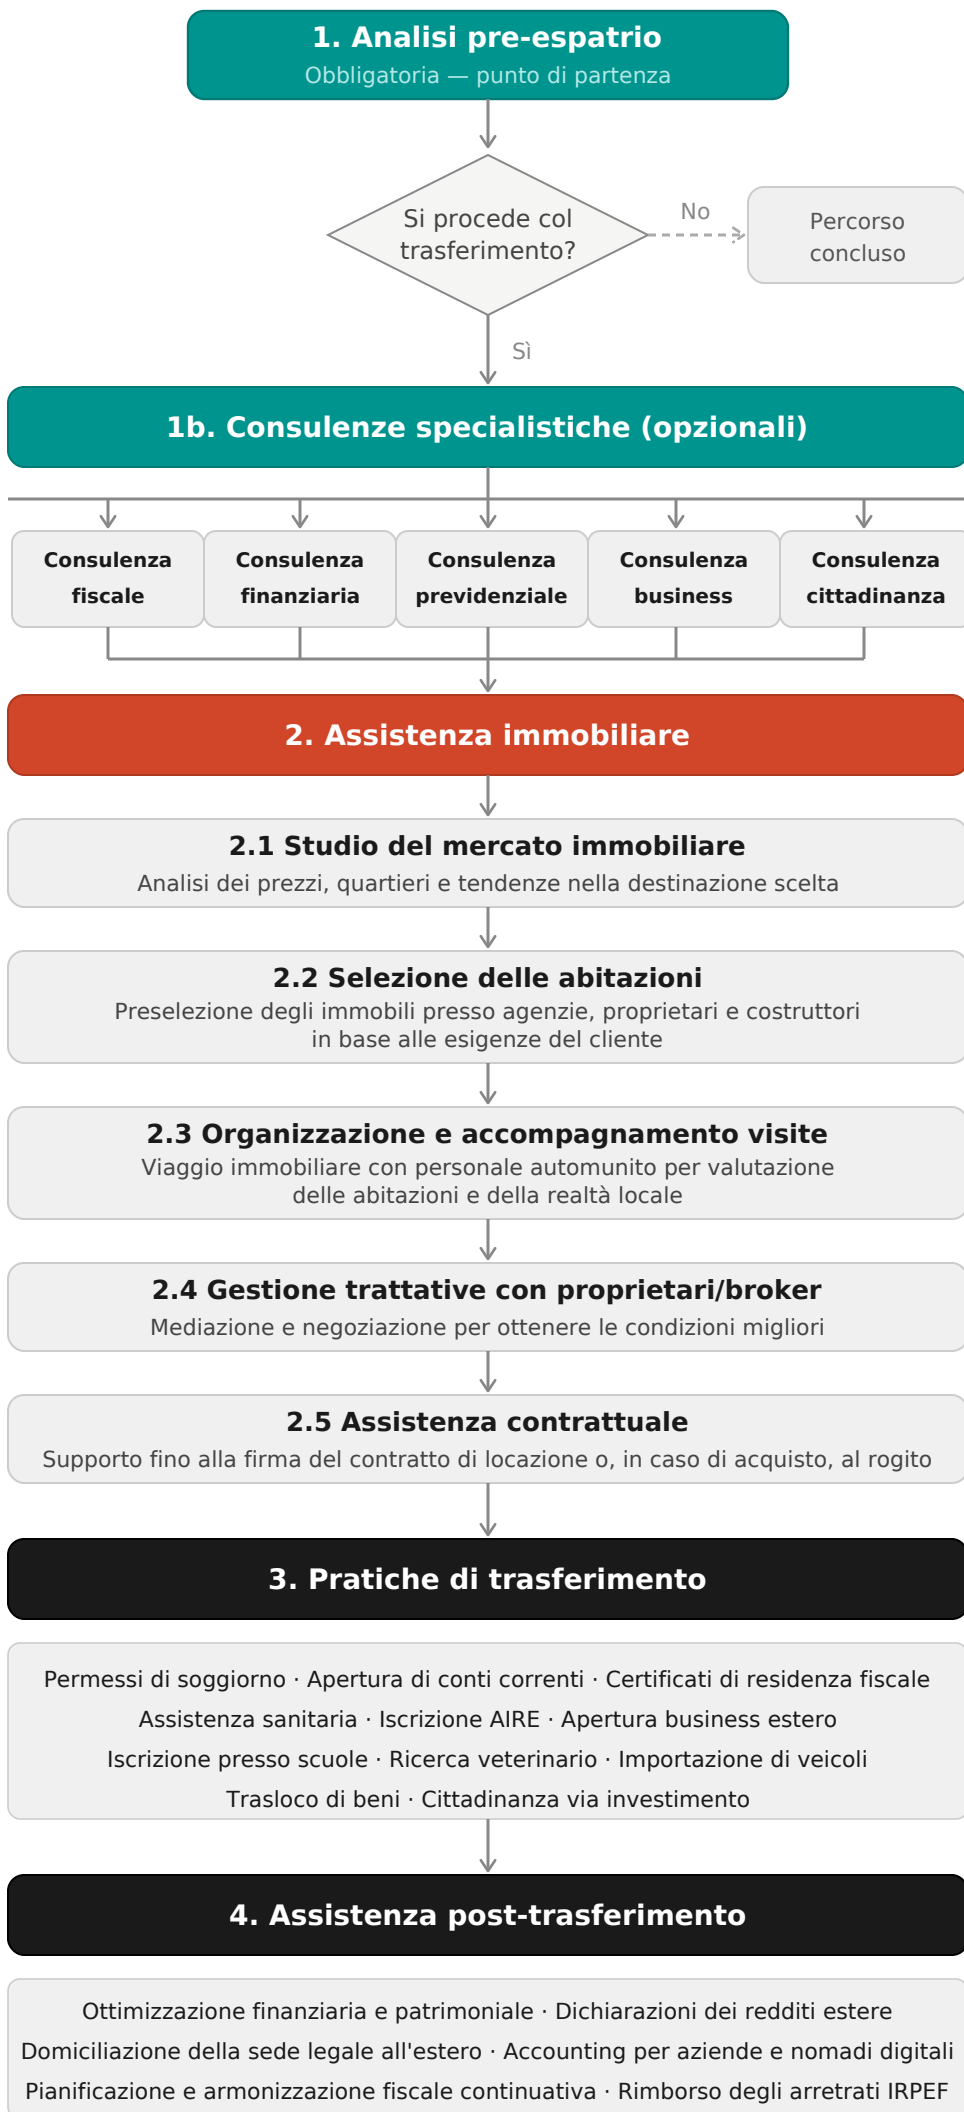 1. Analisi pre-espatrio
Obbligatoria — punto di partenza
Si procede col
trasferimento?
No
Percorso
concluso
Sì
1b. Consulenze specialistiche (opzionali)
Consulenza
fiscale
Consulenza
finanziaria
Consulenza
previdenziale
Consulenza
business
Consulenza
cittadinanza
2. Assistenza immobiliare
2.1 Studio del mercato immobiliare
Analisi dei prezzi, quartieri e tendenze nella destinazione scelta
2.2 Selezione delle abitazioni
Preselezione degli immobili presso agenzie, proprietari e costruttori
in base alle esigenze del cliente
2.3 Organizzazione e accompagnamento visite
Viaggio immobiliare con personale automunito per valutazione
delle abitazioni e della realtà locale
2.4 Gestione trattative con proprietari/broker
Mediazione e negoziazione per ottenere le condizioni migliori
2.5 Assistenza contrattuale
Supporto fino alla firma del contratto di locazione o, in caso di acquisto, al rogito
3. Pratiche di trasferimento
Permessi di soggiorno · Apertura di conti correnti · Certificati di residenza fiscale
Assistenza sanitaria · Iscrizione AIRE · Apertura business estero
Iscrizione presso scuole · Ricerca veterinario · Importazione di veicoli
Trasloco di beni · Cittadinanza via investimento
4. Assistenza post-trasferimento
Ottimizzazione finanziaria e patrimoniale · Dichiarazioni dei redditi estere
Domiciliazione della sede legale all'estero · Accounting per aziende e nomadi digitali
Pianificazione e armonizzazione fiscale continuativa · Rimborso degli arretrati IRPEF